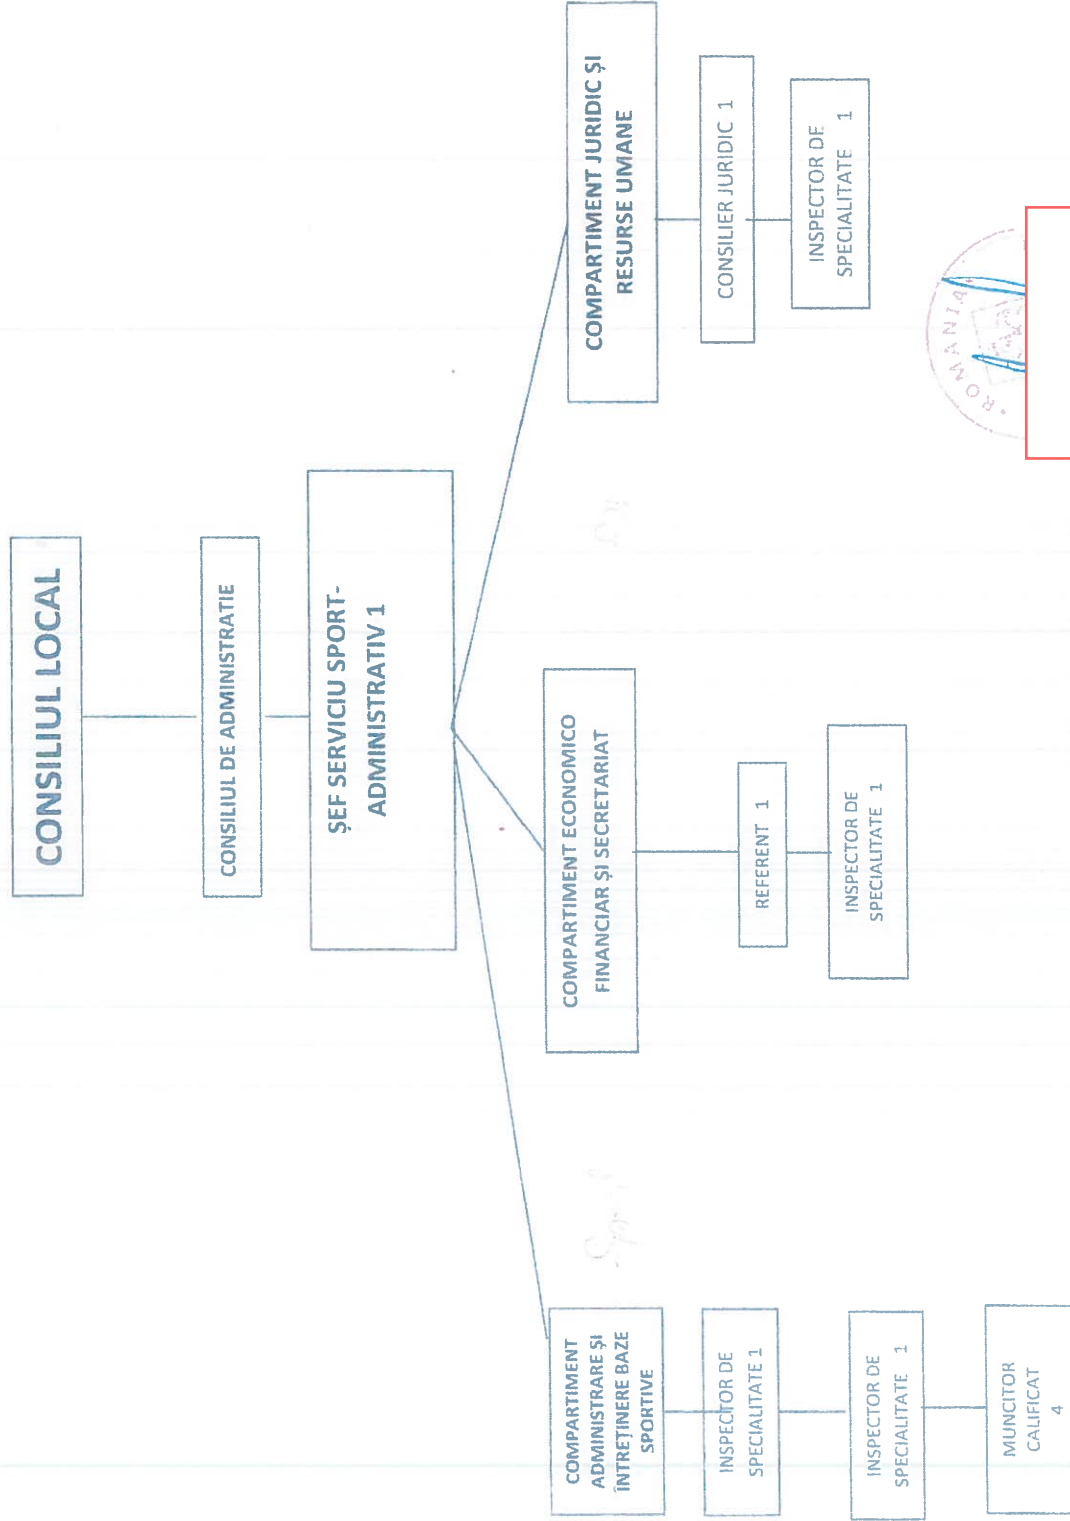 CONSILIUL LOCAL
CONSILIUL DE ADMINISTRATIE
ȘEF SERVICIU SPORT-
ADMINISTRATIV 1
COMPARTIMENT
ADMINISTRARE ȘI
ÎNTREȚINERE BAZE
SPORTIVE
INSPECTOR DE
SPECIALITATE 1
INSPECTOR DE
SPECIALITATE 1
MUNCITOR
CALIFICAT
4
COMPARTIMENT ECONOMICO
FINANCIAR ȘI SECRETARIAT
REFERENT 1
INSPECTOR DE
SPECIALITATE 1
COMPARTIMENT JURIDIC ȘI
RESURSE UMANE
CONSILIER JURIDIC 1
INSPECTOR DE
SPECIALITATE 1
ROMANIA